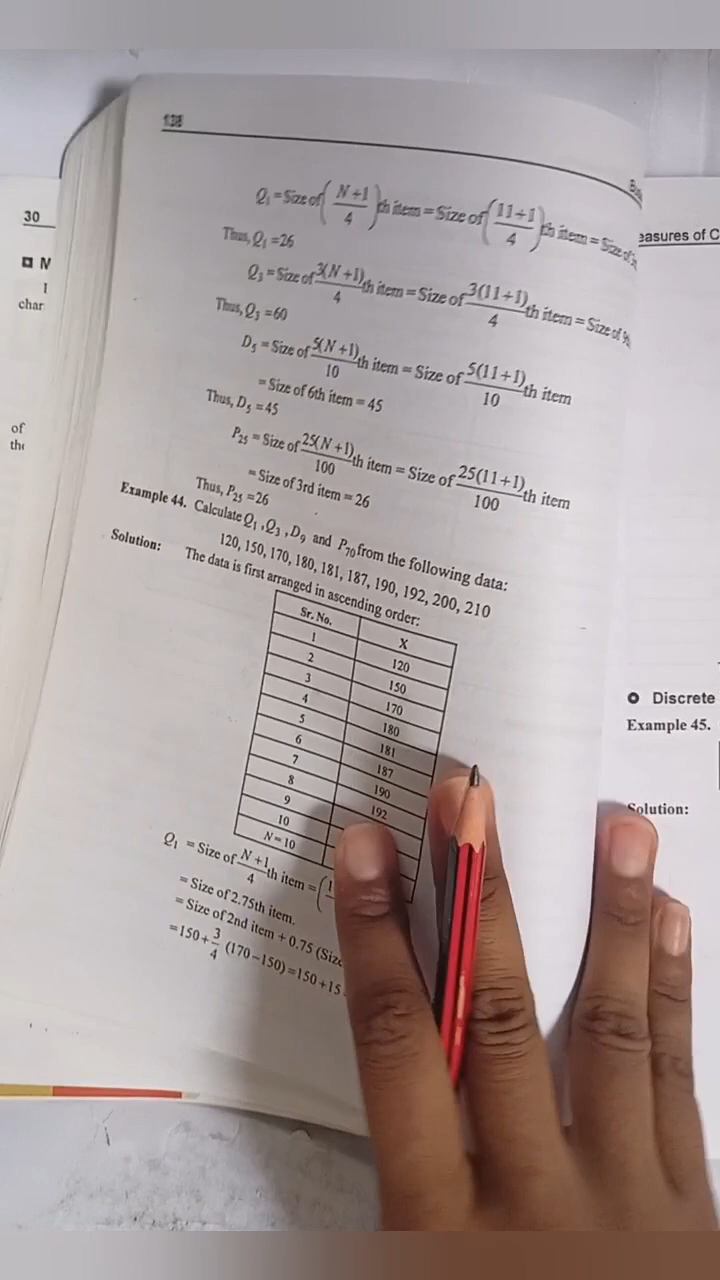 138
Q₁ = Size of (N+1/4)th item = Size of (11+1/4)th item = Size of
Thus, Q₁ = 26
Q₃ = Size of 3(N+1)/4 th item = Size of 3(11+1)/4 th item = Size of
Thus, Q₃ = 60
D₅ = Size of 5(N+1)/10 th item = Size of 5(11+1)/10 th item
= Size of 6th item = 45
Thus, D₅ = 45
P₂₅ = Size of 25(N+1)/100 th item = Size of 25(11+1)/100 th item
= Size of 3rd item = 26
Thus, P₂₅ = 26
Example 44. Calculate Q₁, Q₃, D₉ and P₇₀ from the following data:
120, 150, 170, 180, 181, 187, 190, 192, 200, 210
Solution: The data is first arranged in ascending order:
Sr. No. X
1 120
2 150
3 170
4 180
5 181
6 187
7 190
8 192
9
10
N = 10
Q₁ = Size of N+1/4 th item = (1
= Size of 2.75th item.
= Size of 2nd item + 0.75 (Size
= 150 + 3/4 (170 – 150) = 150 + 15
30
char
of
the
easures of C
Discrete
Example 45.
Solution: